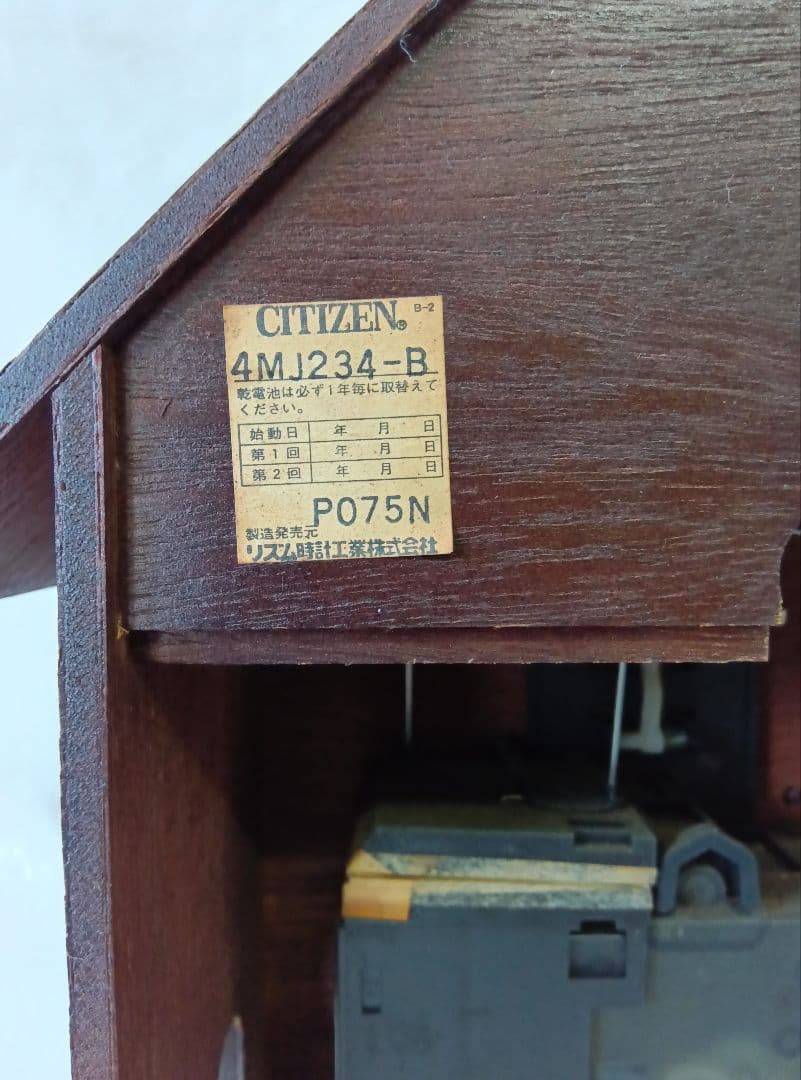 CITIZEN® B-2
4MJ234-B
乾電池は必ず1年毎に取替えて
ください。
始動日 年 月 日
第1回 年 月 日
第2回 年 月 日
P075N
製造発売元
リズム時計工業株式会社